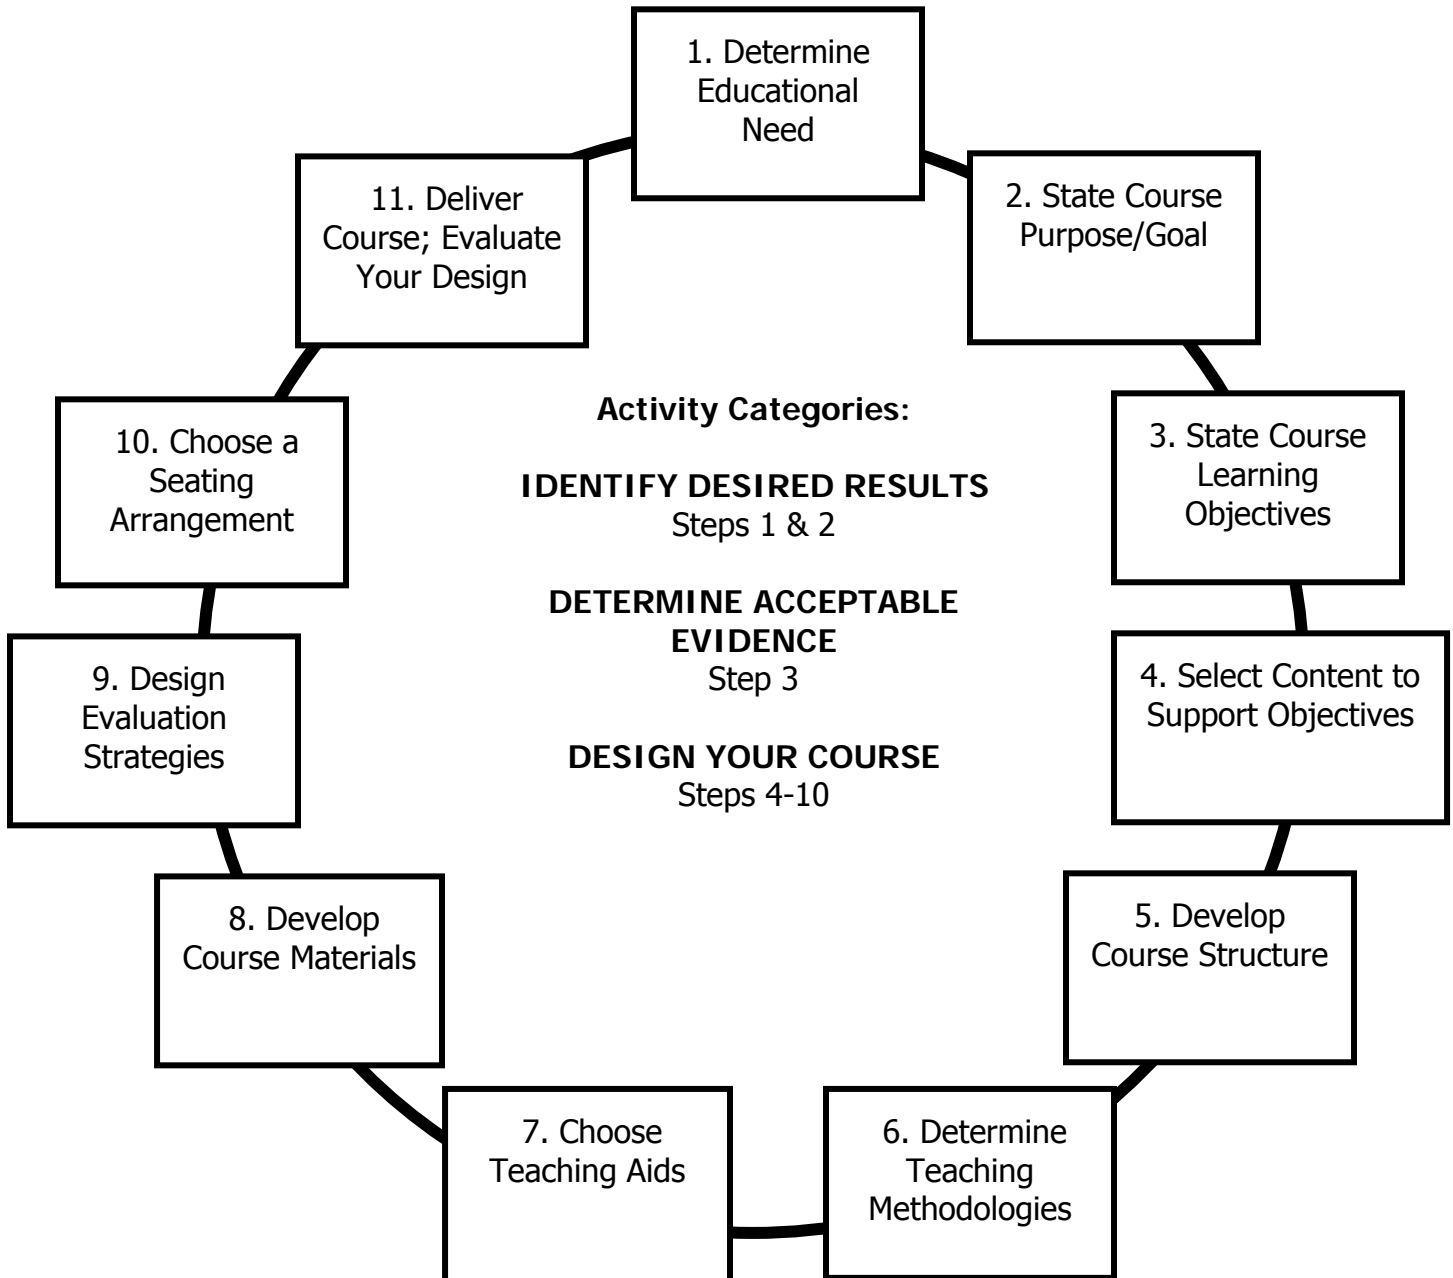 1. Determine
Educational
Need
2. State Course
Purpose/Goal
3. State Course
Learning
Objectives
4. Select Content to
Support Objectives
5. Develop
Course Structure
6. Determine
Teaching
Methodologies
7. Choose
Teaching Aids
8. Develop
Course Materials
9. Design
Evaluation
Strategies
10. Choose a
Seating
Arrangement
11. Deliver
Course; Evaluate
Your Design
Activity Categories:
IDENTIFY DESIRED RESULTS
Steps 1 & 2
DETERMINE ACCEPTABLE
EVIDENCE
Step 3
DESIGN YOUR COURSE
Steps 4-10